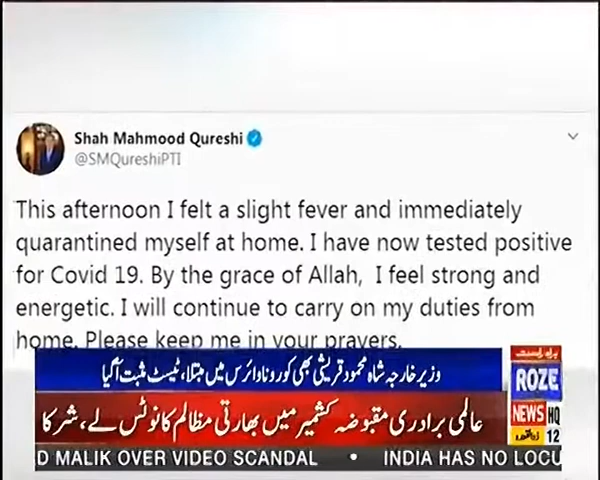 Shah Mahmood Qureshi
@SMQureshiPTI
This afternoon I felt a slight fever and immediately
quarantined myself at home. I have now tested positive
for Covid 19. By the grace of Allah, I feel strong and
energetic. I will continue to carry on my duties from
home. Please keep me in your prayers.
وزیر خارجہ شاہ محمود قریشی بھی کورونا وائرس میں مبتلا، ٹیسٹ مثبت آگیا
براہ راست
ROZE
NEWS HQ
12
عالمی برادری مقبوضہ کشمیر میں بھارتی مظالم کا نوٹس لے، شرکا
D MALIK OVER VIDEO SCANDAL • INDIA HAS NO LOCU